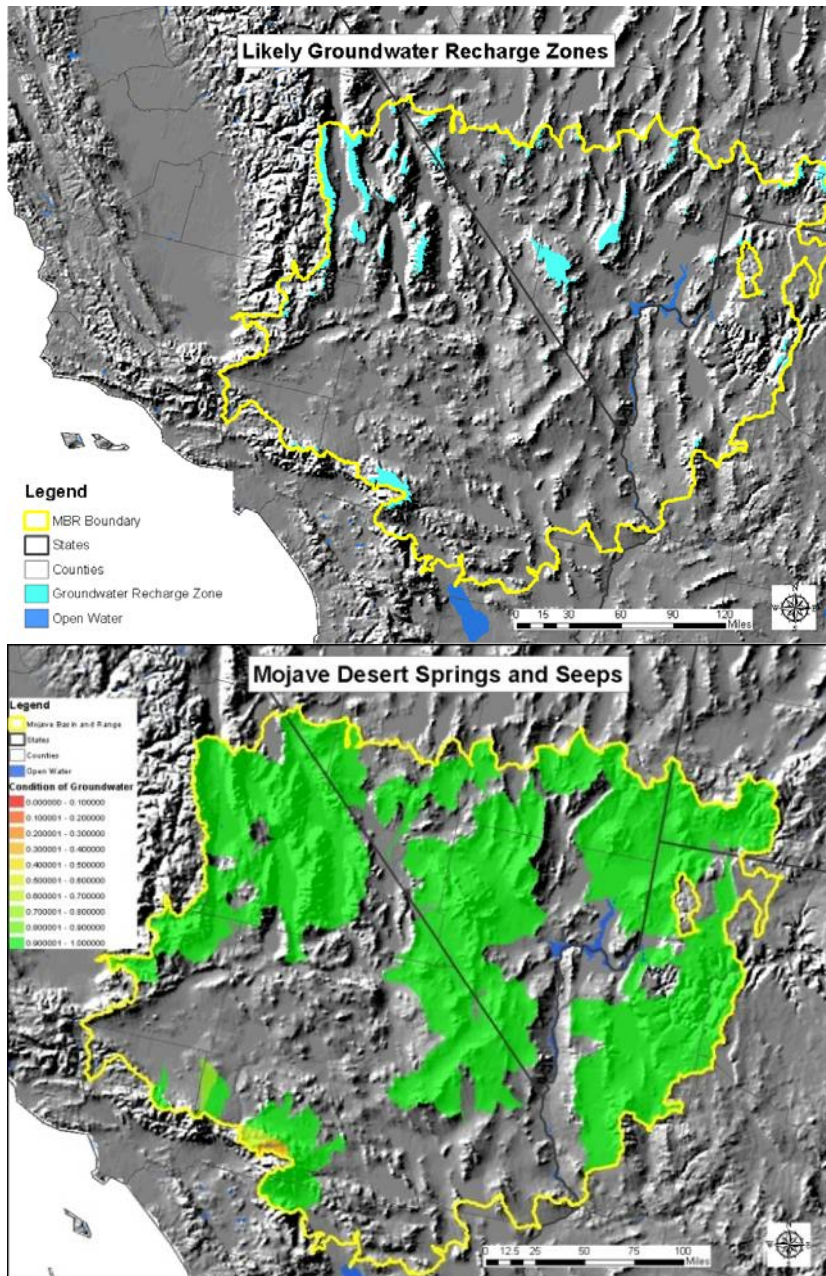 Likely Groundwater Recharge Zones
Legend
MBR Boundary
States
Counties
Groundwater Recharge Zone
Open Water
N
0 15 30 60 90 120
Miles
Mojave Desert Springs and Seeps
Legend
Mojave Basin and Range
States
Counties
Open Water
Condition of Groundwater
0.000000 - 0.100000
0.100001 - 0.200000
0.200001 - 0.300000
0.300001 - 0.400000
0.400001 - 0.500000
0.500001 - 0.600000
0.600001 - 0.700000
0.700001 - 0.800000
0.800001 - 0.900000
0.900001 - 1.000000
0 12.5 25 50 75 100
Miles